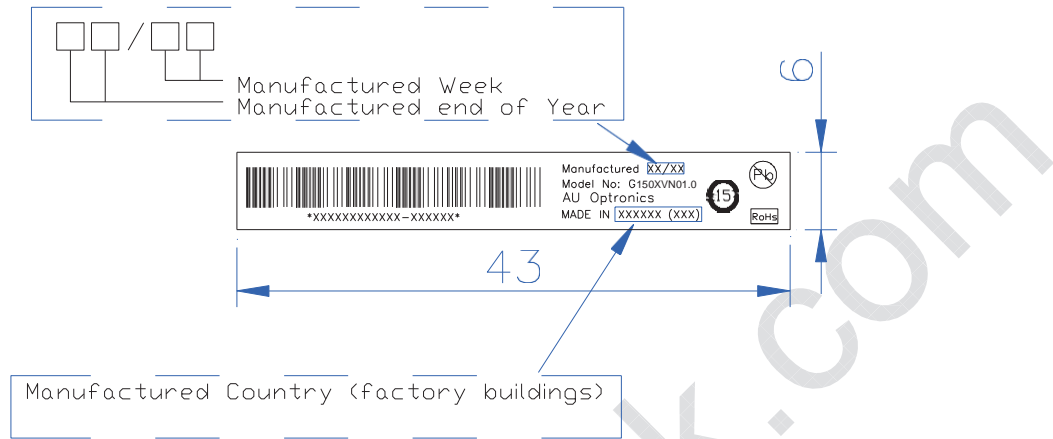 □□/□□
Manufactured Week
Manufactured end of Year
Manufactured XX/XX
Model No: G150XVN01.0
AU Optronics
MADE IN XXXXXX (XXX)
*XXXXXXXXXXXX-XXXXXX*
15
Pb
RoHs
6
43
Manufactured Country (factory buildings)
k.com